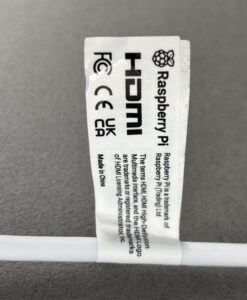 Raspberry Pi
HDMI
FC CE UK
CA
Raspberry Pi is a trademark of
Raspberry Pi (Trading) Ltd
The terms HDMI, HDMI High-Definition
Multimedia Interface, and the HDMI Logo
are trademarks or registered trademarks
of HDMI Licensing Administrator, Inc.
Made in China